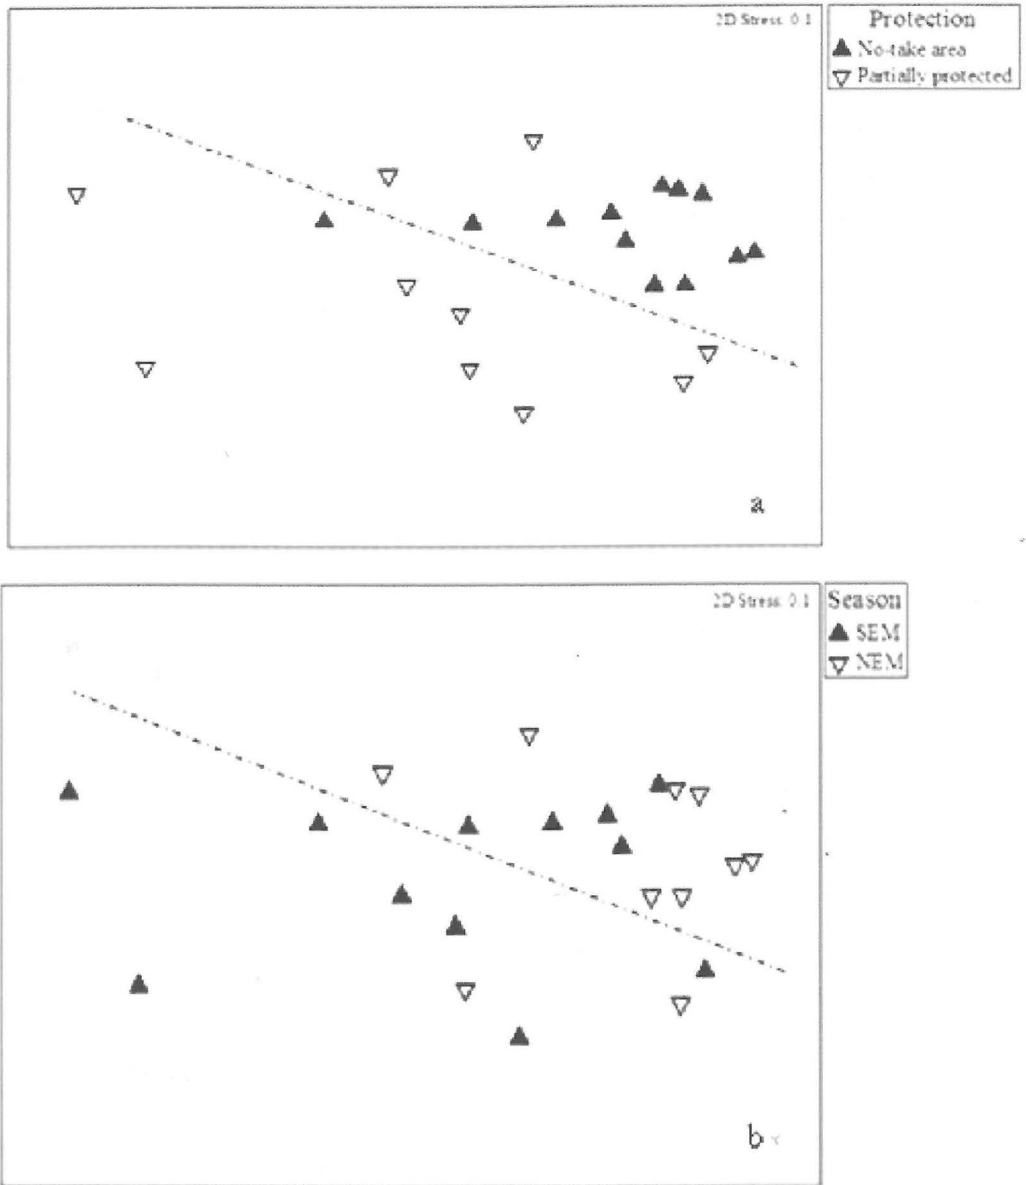 2D Stress: 0.1
Protection
No-take area
Partially protected
a
2D Stress: 0.1
Season
SEM
NEM
b